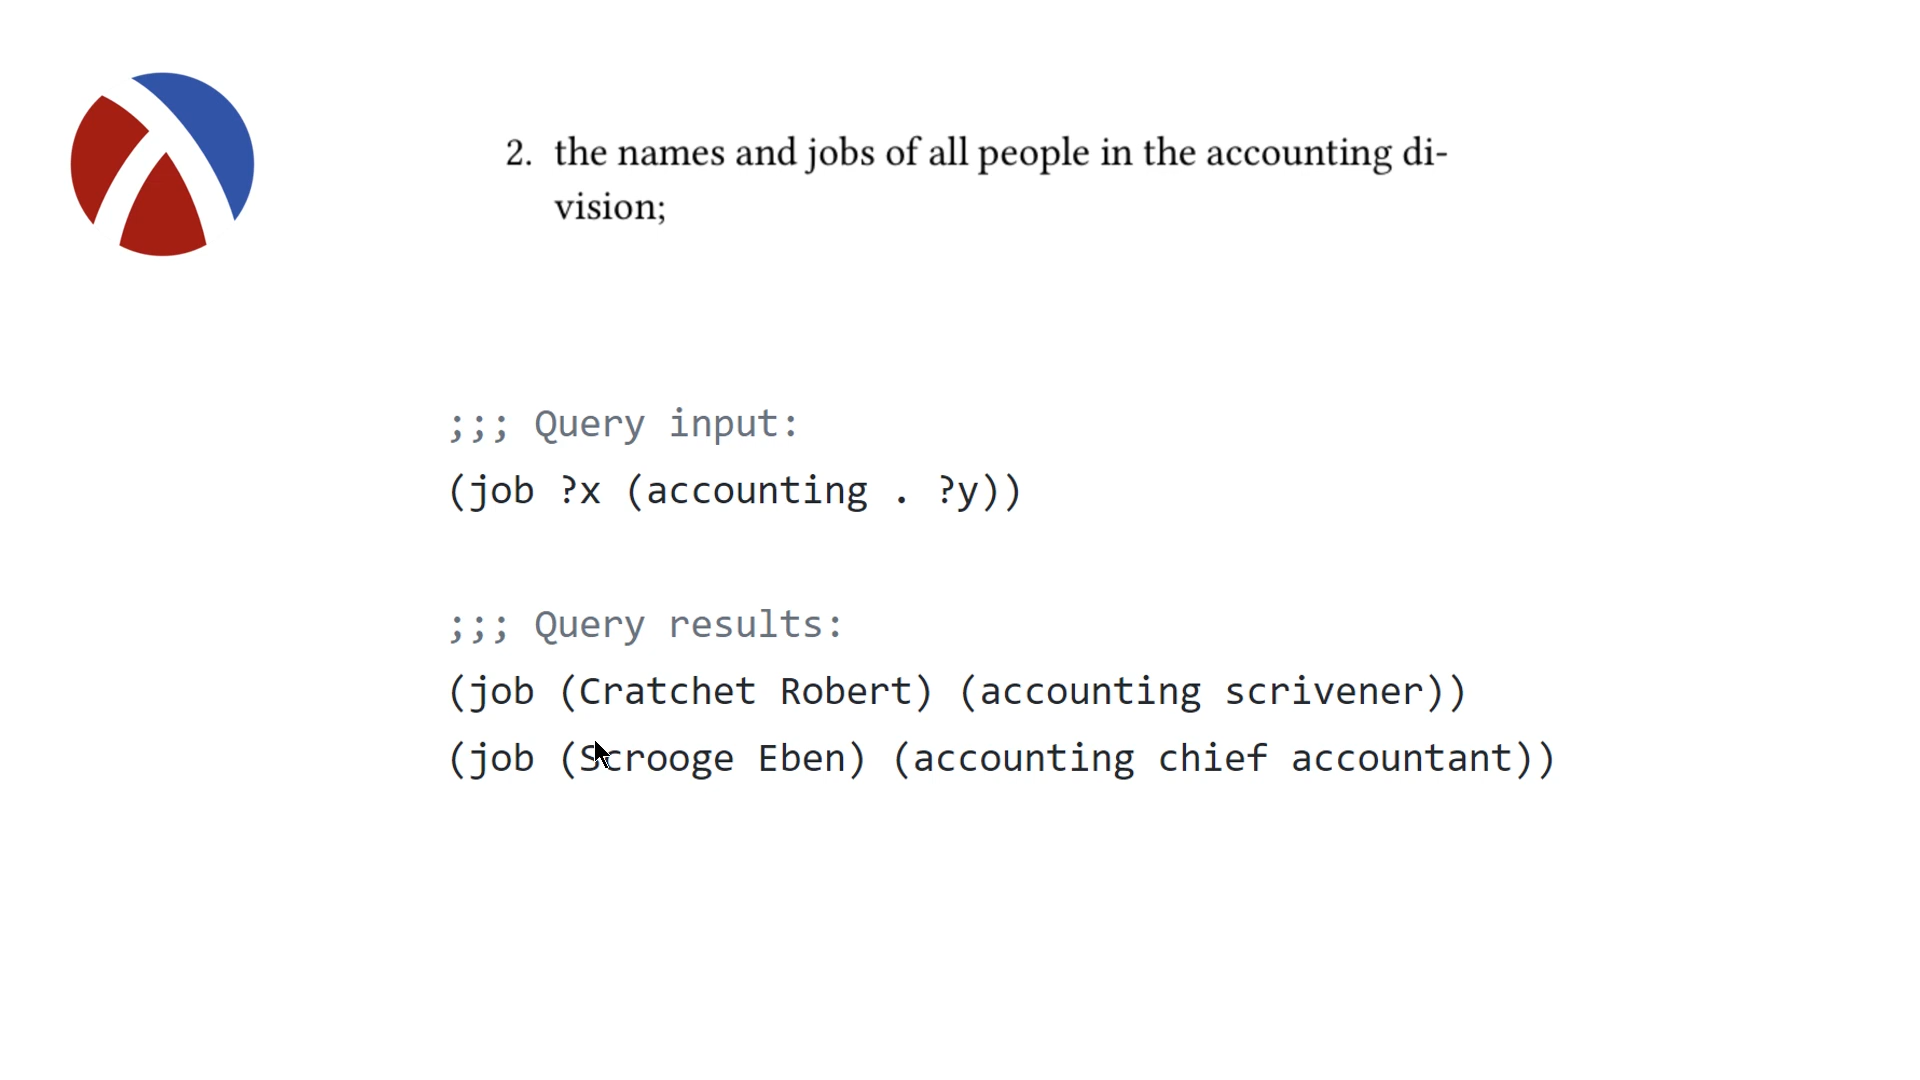 2. the names and jobs of all people in the accounting di-
vision;
;;; Query input:
(job ?x (accounting . ?y))
;;; Query results:
(job (Cratchet Robert) (accounting scrivener))
(job (Scrooge Eben) (accounting chief accountant))